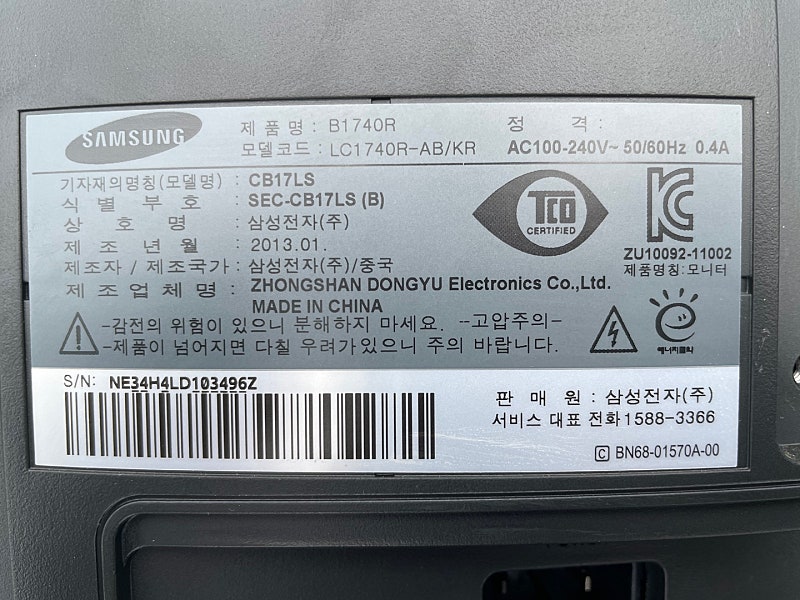 SAMSUNG
제 품 명 : B1740R
모델코드 : LC1740R-AB/KR
정 격 :
AC100-240V~ 50/60Hz 0.4A
기자재의명칭(모델명) : CB17LS
식 별 부 호 : SEC-CB17LS (B)
상 호 명 : 삼성전자(주)
제 조 년 월 : 2013.01.
제조자 / 제조국가 : 삼성전자(주)/중국
제 조 업 체 명 : ZHONGSHAN DONGYU Electronics Co.,Ltd.
MADE IN CHINA
TCO
CERTIFIED
ZU10092-11002
제품명칭:모니터
-감전의 위험이 있으니 분해하지 마세요. -고압주의-
-제품이 넘어지면 다칠 우려가있으니 주의 바랍니다.
에너지절약
S/N: NE34H4LD103496Z
판 매 원 : 삼성전자(주)
서비스 대표 전화 1588-3366
C BN68-01570A-00